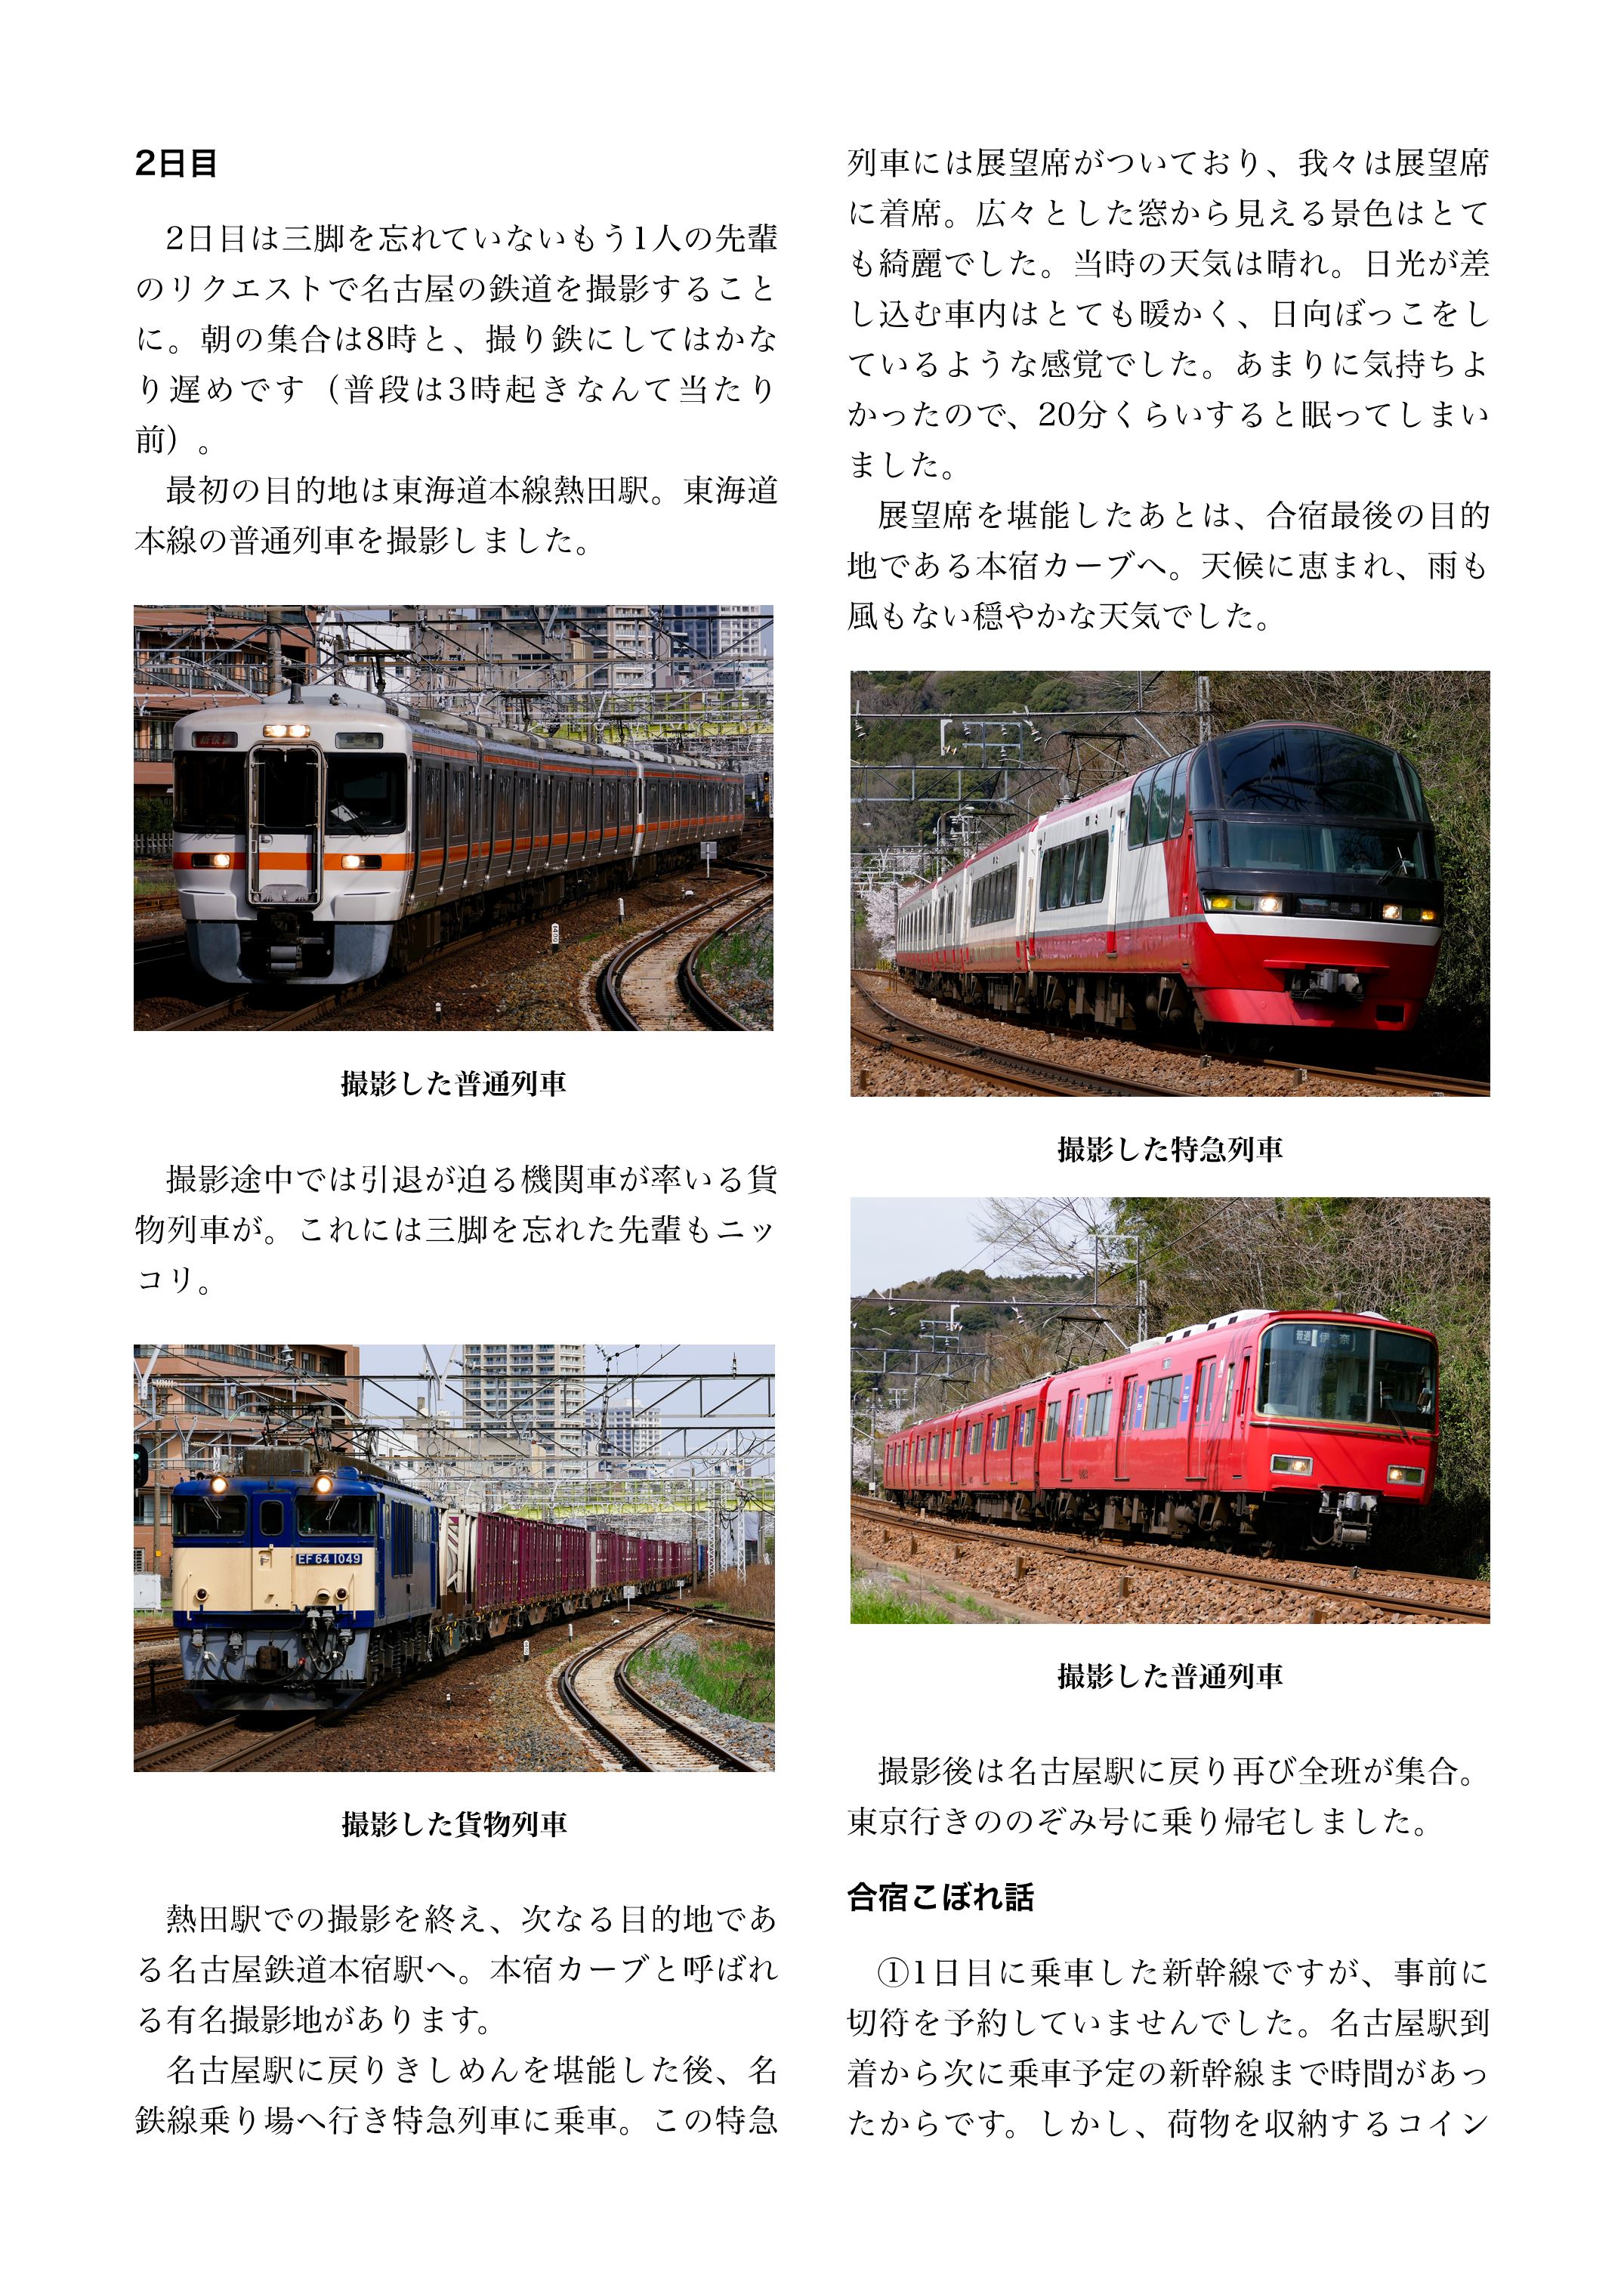 2日目
2日目は三脚を忘れていないもう1人の先輩
のリクエストで名古屋の鉄道を撮影すること
に。朝の集合は8時と、撮り鉄にしてはかな
り遅めです（普段は3時起きなんて当たり
前）。
最初の目的地は東海道本線熱田駅。東海道
本線の普通列車を撮影しました。
撮影した普通列車
撮影途中では引退が迫る機関車が率いる貨
物列車が。これには三脚を忘れた先輩もニッ
コリ。
EF64 1049
撮影した貨物列車
熱田駅での撮影を終え、次なる目的地であ
る名古屋鉄道本宿駅へ。本宿カーブと呼ばれ
る有名撮影地があります。
名古屋駅に戻りきしめんを堪能した後、名
鉄線乗り場へ行き特急列車に乗車。この特急
列車には展望席がついており、我々は展望席
に着席。広々とした窓から見える景色はとて
も綺麗でした。当時の天気は晴れ。日光が差
し込む車内はとても暖かく、日向ぼっこをし
ているような感覚でした。あまりに気持ちよ
かったので、20分くらいすると眠ってしまい
ました。
展望席を堪能したあとは、合宿最後の目的
地である本宿カーブへ。天候に恵まれ、雨も
風もない穏やかな天気でした。
撮影した特急列車
普通 伊奈
撮影した普通列車
撮影後は名古屋駅に戻り再び全班が集合。
東京行きののぞみ号に乗り帰宅しました。
合宿こぼれ話
①1日目に乗車した新幹線ですが、事前に
切符を予約していませんでした。名古屋駅到
着から次に乗車予定の新幹線まで時間があっ
たからです。しかし、荷物を収納するコイン